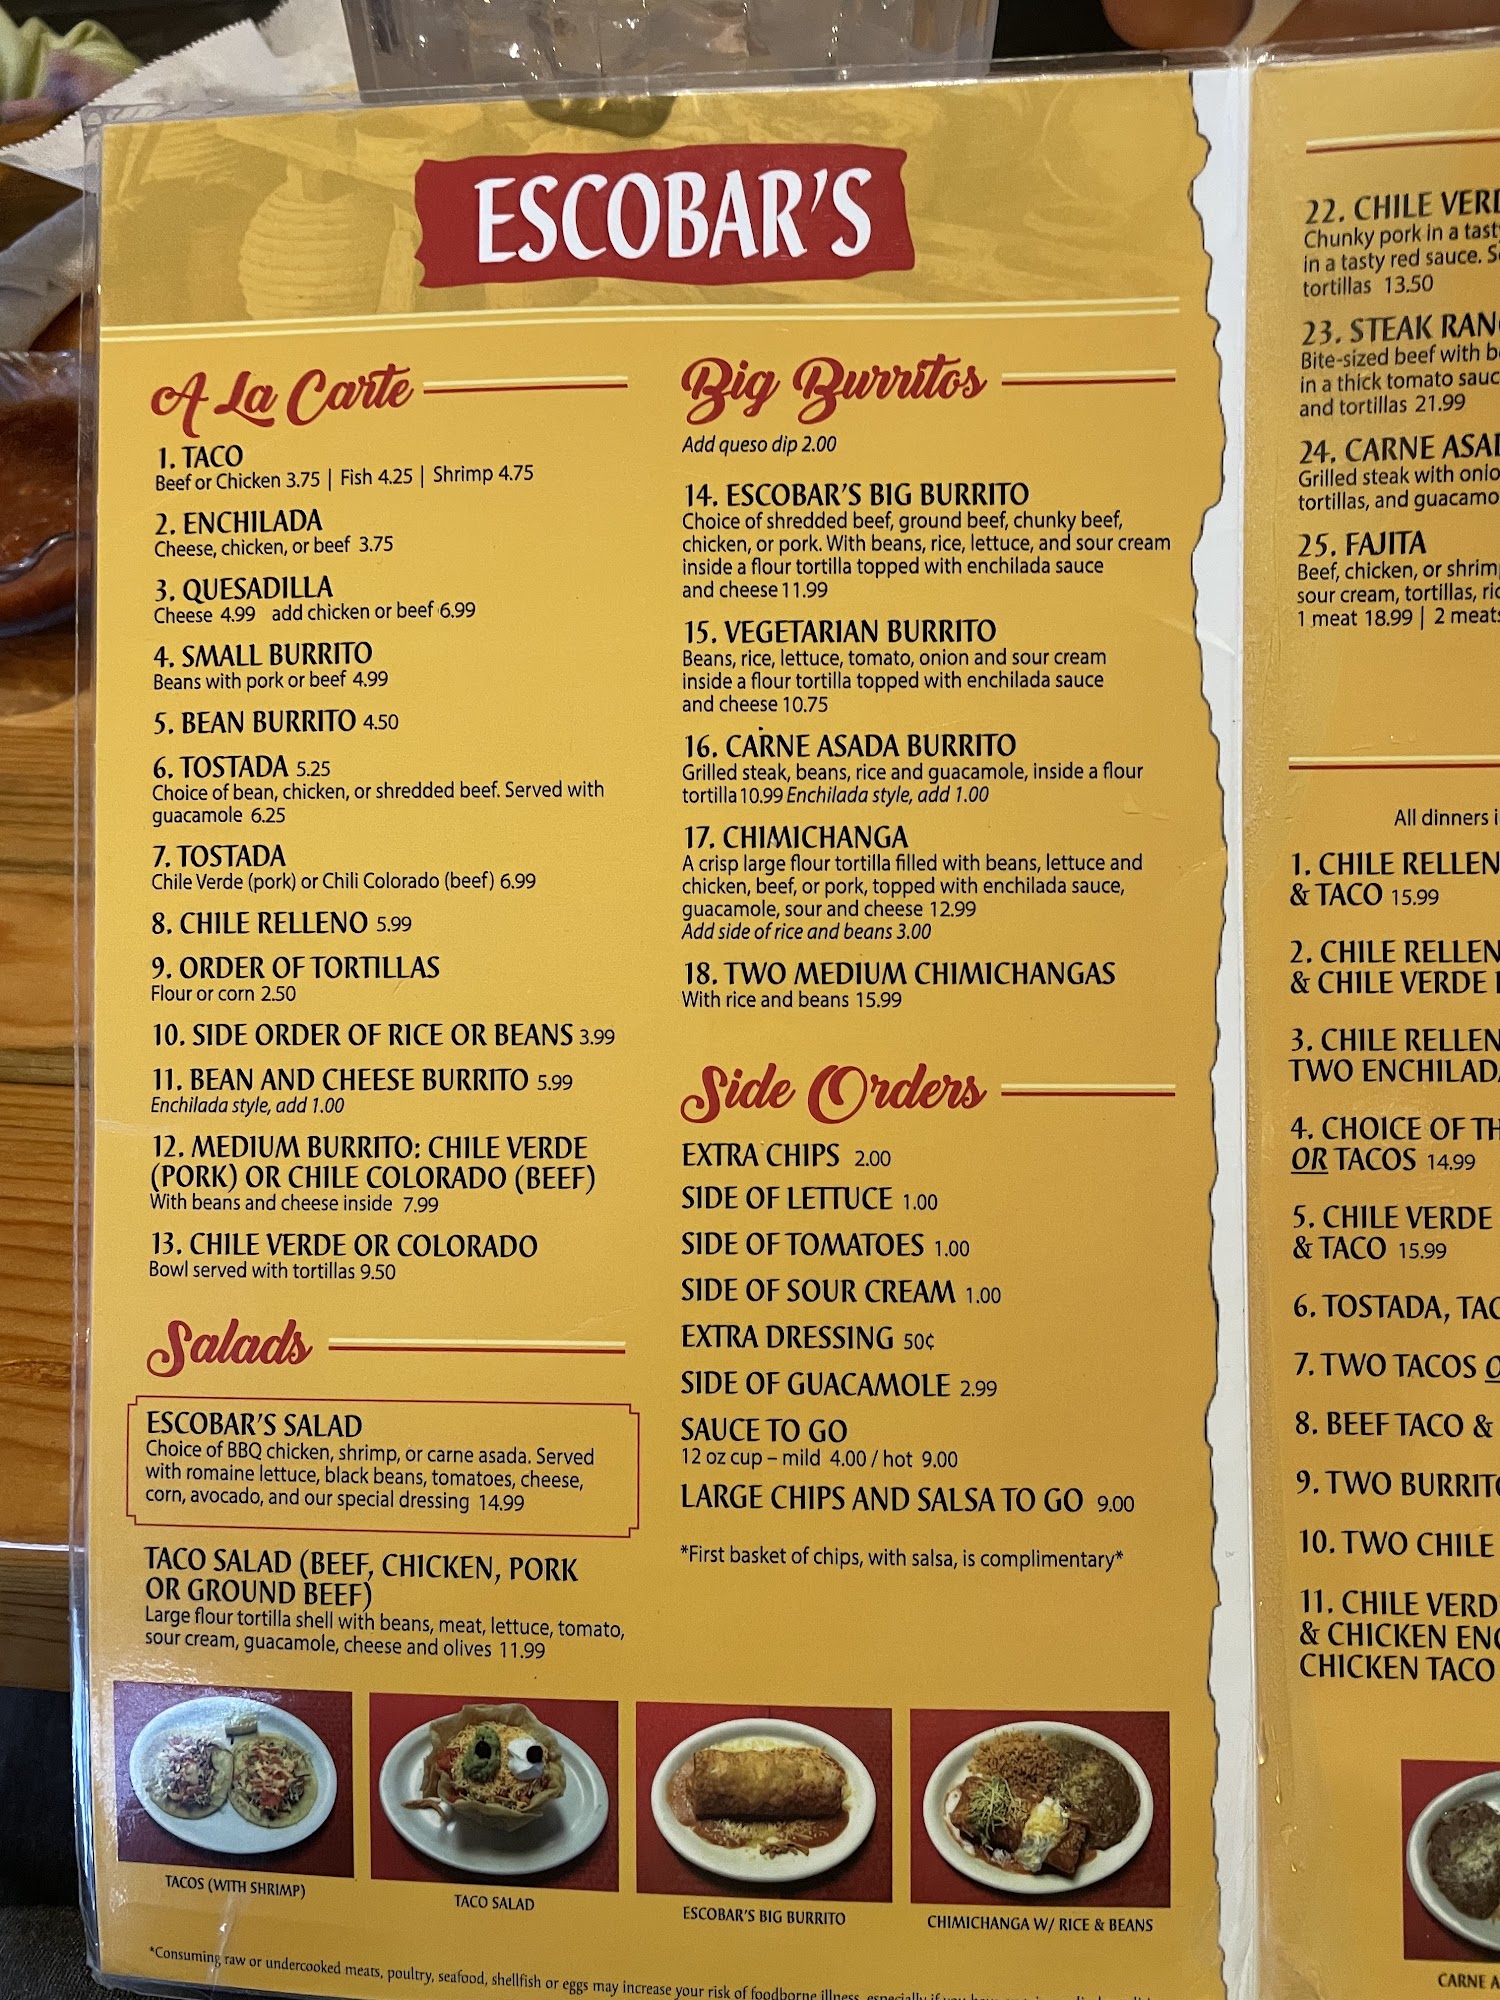 ESCOBAR'S
A La Carte
1. TACO
Beef or Chicken 3.75 | Fish 4.25 | Shrimp 4.75
2. ENCHILADA
Cheese, chicken, or beef 3.75
3. QUESADILLA
Cheese 4.99 add chicken or beef 6.99
4. SMALL BURRITO
Beans with pork or beef 4.99
5. BEAN BURRITO 4.50
6. TOSTADA 5.25
Choice of bean, chicken, or shredded beef. Served with
guacamole 6.25
7. TOSTADA
Chile Verde (pork) or Chili Colorado (beef) 6.99
8. CHILE RELLENO 5.99
9. ORDER OF TORTILLAS
Flour or corn 2.50
10. SIDE ORDER OF RICE OR BEANS 3.99
11. BEAN AND CHEESE BURRITO 5.99
Enchilada style, add 1.00
12. MEDIUM BURRITO: CHILE VERDE
(PORK) OR CHILE COLORADO (BEEF)
With beans and cheese inside 7.99
13. CHILE VERDE OR COLORADO
Bowl served with tortillas 9.50
Salads
ESCOBAR'S SALAD
Choice of BBQ chicken, shrimp, or carne asada. Served
with romaine lettuce, black beans, tomatoes, cheese,
corn, avocado, and our special dressing 14.99
TACO SALAD (BEEF, CHICKEN, PORK
OR GROUND BEEF)
Large flour tortilla shell with beans, meat, lettuce, tomato,
sour cream, guacamole, cheese and olives 11.99
Big Burritos
Add queso dip 2.00
14. ESCOBAR'S BIG BURRITO
Choice of shredded beef, ground beef, chunky beef,
chicken, or pork. With beans, rice, lettuce, and sour cream
inside a flour tortilla topped with enchilada sauce
and cheese 11.99
15. VEGETARIAN BURRITO
Beans, rice, lettuce, tomato, onion and sour cream
inside a flour tortilla topped with enchilada sauce
and cheese 10.75
16. CARNE ASADA BURRITO
Grilled steak, beans, rice and guacamole, inside a flour
tortilla 10.99 Enchilada style, add 1.00
17. CHIMICHANGA
A crisp large flour tortilla filled with beans, lettuce and
chicken, beef, or pork, topped with enchilada sauce,
guacamole, sour and cheese 12.99
Add side of rice and beans 3.00
18. TWO MEDIUM CHIMICHANGAS
With rice and beans 15.99
Side Orders
EXTRA CHIPS 2.00
SIDE OF LETTUCE 1.00
SIDE OF TOMATOES 1.00
SIDE OF SOUR CREAM 1.00
EXTRA DRESSING 50¢
SIDE OF GUACAMOLE 2.99
SAUCE TO GO
12 oz cup – mild 4.00 / hot 9.00
LARGE CHIPS AND SALSA TO GO 9.00
*First basket of chips, with salsa, is complimentary*
TACOS (WITH SHRIMP)
TACO SALAD
ESCOBAR'S BIG BURRITO
CHIMICHANGA W/ RICE & BEANS
*Consuming raw or undercooked meats, poultry, seafood, shellfish or eggs may increase your risk of foodborne illness,
22. CHILE
Chunky pork in a
in a tasty red sauce.
tortillas 13.50
23. STEAK
Bite-sized beef with
in a thick tomato
and tortillas 21.99
24. CARNE
Grilled steak with
tortillas, and
25. FAJITA
Beef, chicken, or
sour cream, tortillas,
1 meat 18.99 | 2
All dinners
1. CHILE
& TACO 15.99
2. CHILE
& CHILE VERDE
3. CHILE
TWO
4. CHOICE OF
OR TACOS 14.99
5. CHILE VERDE
& TACO 15.99
6. TOSTADA,
7. TWO TACOS
8. BEEF TACO &
9. TWO
10. TWO CHILE
11. CHILE
& CHICKEN
CHICKEN TACO
CARNE